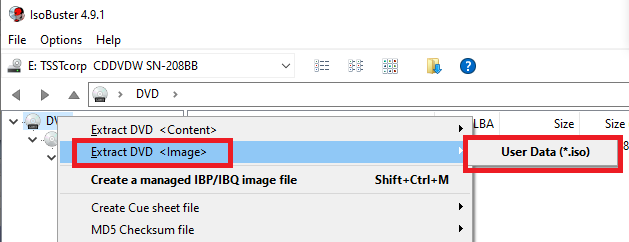 IsoBuster 4.9.1
File Options Help
E: TSSTcorp CDDVDW SN-208BB
DVD
LBA Size Size
Extract DVD <Content>
Extract DVD <Image>
User Data (*.iso)
Create a managed IBP/IBQ image file Shift+Ctrl+M
Create Cue sheet file
MD5 Checksum file